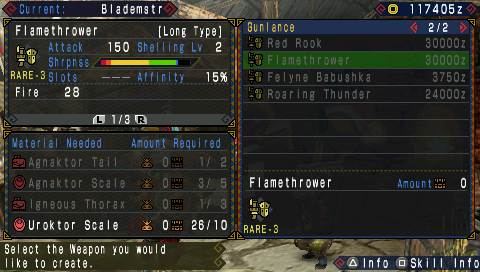 Current: Blademstr
117405z
Flamethrower
[Long Type]
Attack 150 Shelling Lv 2
Shrpnss
RARE-3
Slots --- Affinity 15%
Fire 28
L 1/3 R
Material Needed Amount Required
Agnaktor Tail 0 1/ 2
Agnaktor Scale 0 3/ 5
Igneous Thorax 0 1/ 3
Uroktor Scale 0 26/10
Select the Weapon you would
like to create.
Gunlance 2/2
Red Rook 30000z
Flamethrower 30000z
Felyne Babushka 3750z
Roaring Thunder 24000z
Flamethrower Amount 0
RARE-3
Info Skill Info